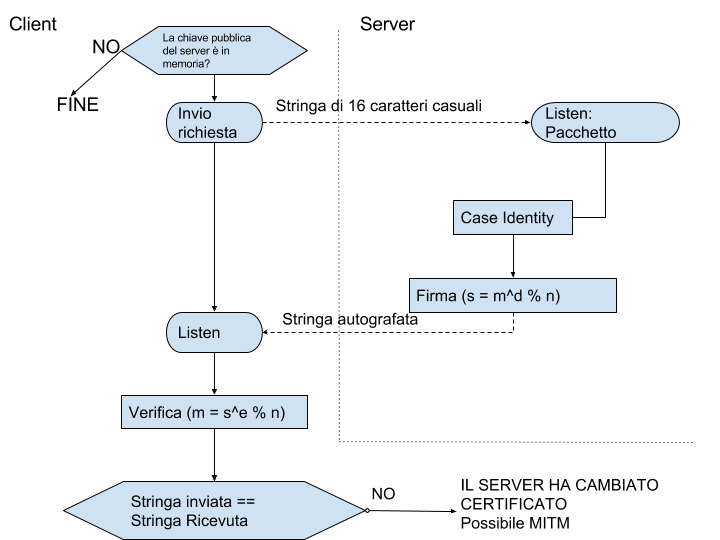 Client
Server
La chiave pubblica
del server è in
memoria?
NO
FINE
Invio
richiesta
Stringa di 16 caratteri casuali
Listen:
Pacchetto
Case Identity
Firma (s = m^d % n)
Stringa autografata
Listen
Verifica (m = s^e % n)
Stringa inviata ==
Stringa Ricevuta
NO
IL SERVER HA CAMBIATO
CERTIFICATO
Possibile MITM